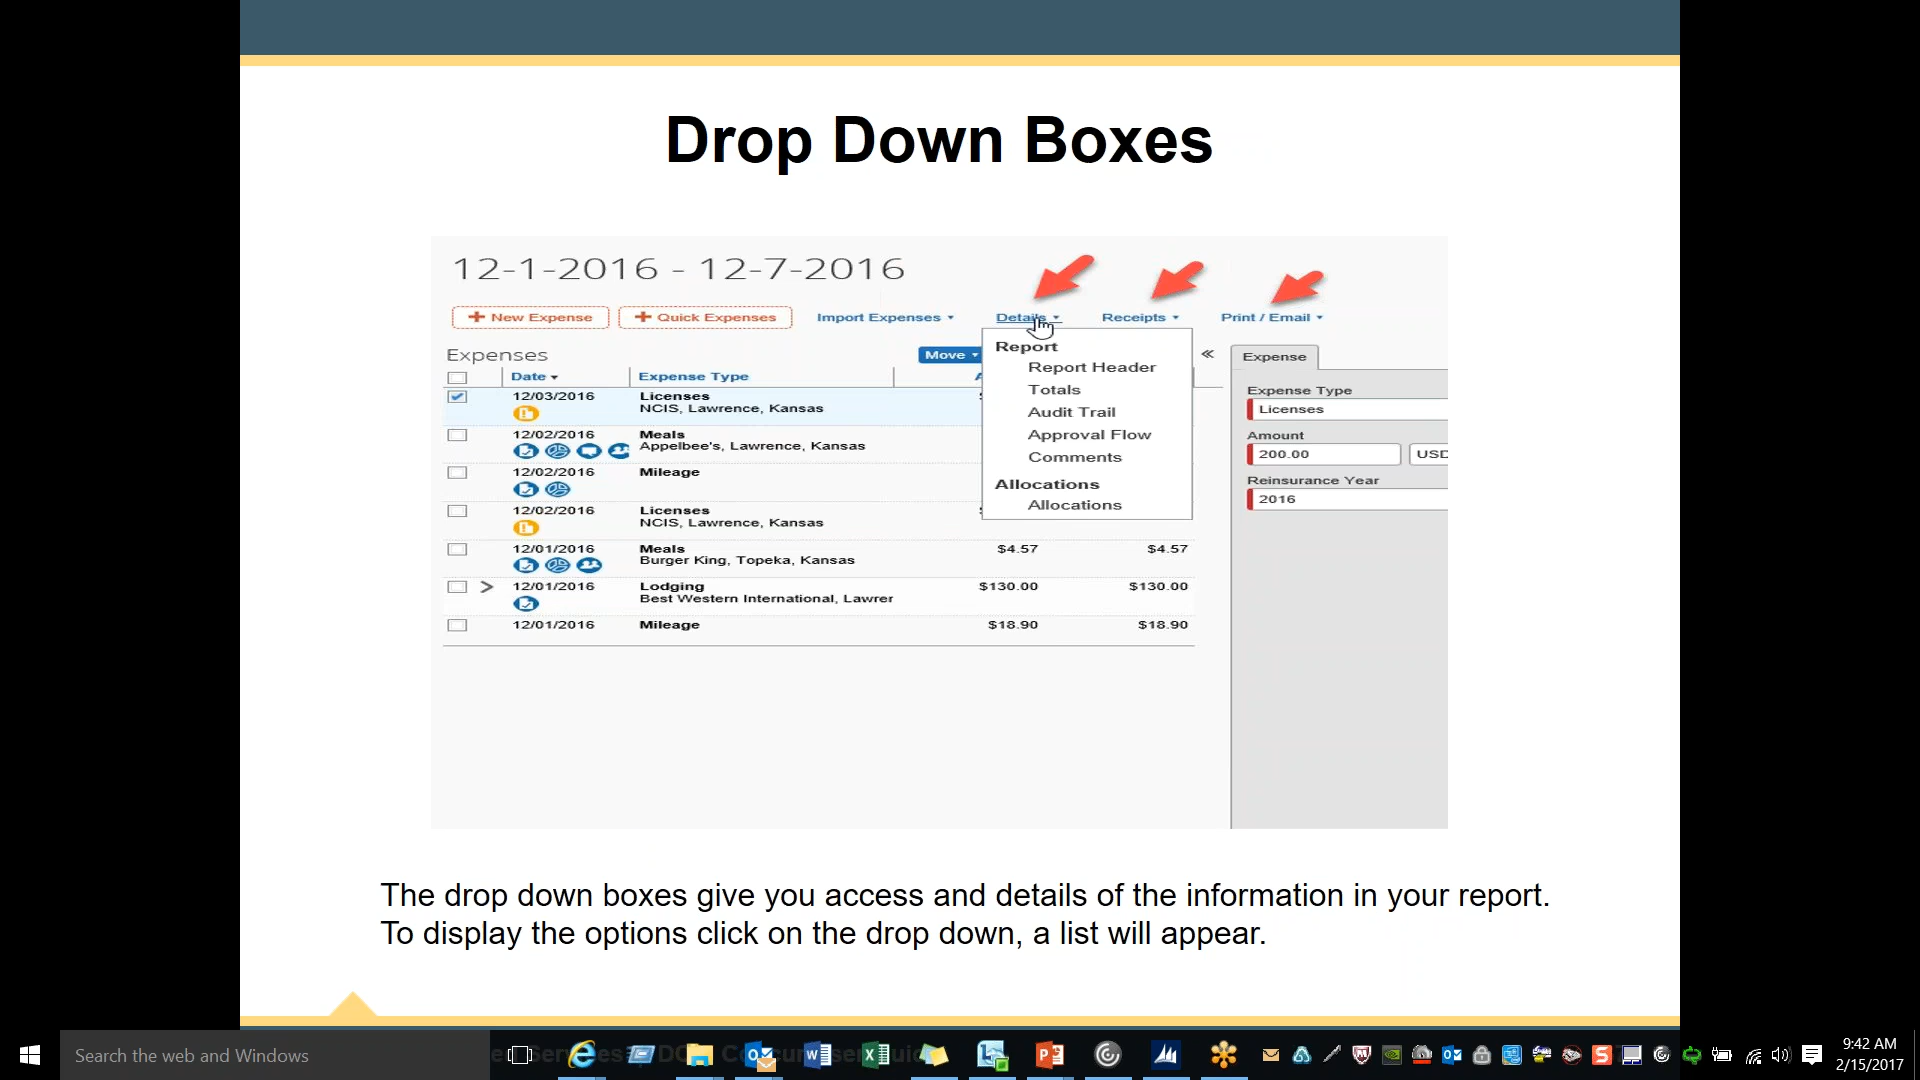 Drop Down Boxes
12-1-2016 - 12-7-2016
New Expense
Quick Expenses
Import Expenses
Details
Receipts
Print / Email
Expenses
Move
Date
Expense Type
12/03/2016
Licenses
NCIS, Lawrence, Kansas
12/02/2016
Meals
Appelbee's, Lawrence, Kansas
12/02/2016
Mileage
12/02/2016
Licenses
NCIS, Lawrence, Kansas
12/01/2016
Meals
$4.57
$4.57
Burger King, Topeka, Kansas
12/01/2016
Lodging
$130.00
$130.00
Best Western International, Lawrer
12/01/2016
Mileage
$18.90
$18.90
Report
Report Header
Totals
Audit Trail
Approval Flow
Comments
Allocations
Allocations
Expense
Expense Type
Licenses
Amount
200.00
USD
Reinsurance Year
2016
The drop down boxes give you access and details of the information in your report.
To display the options click on the drop down, a list will appear.
Search the web and Windows
9:42 AM
2/15/2017